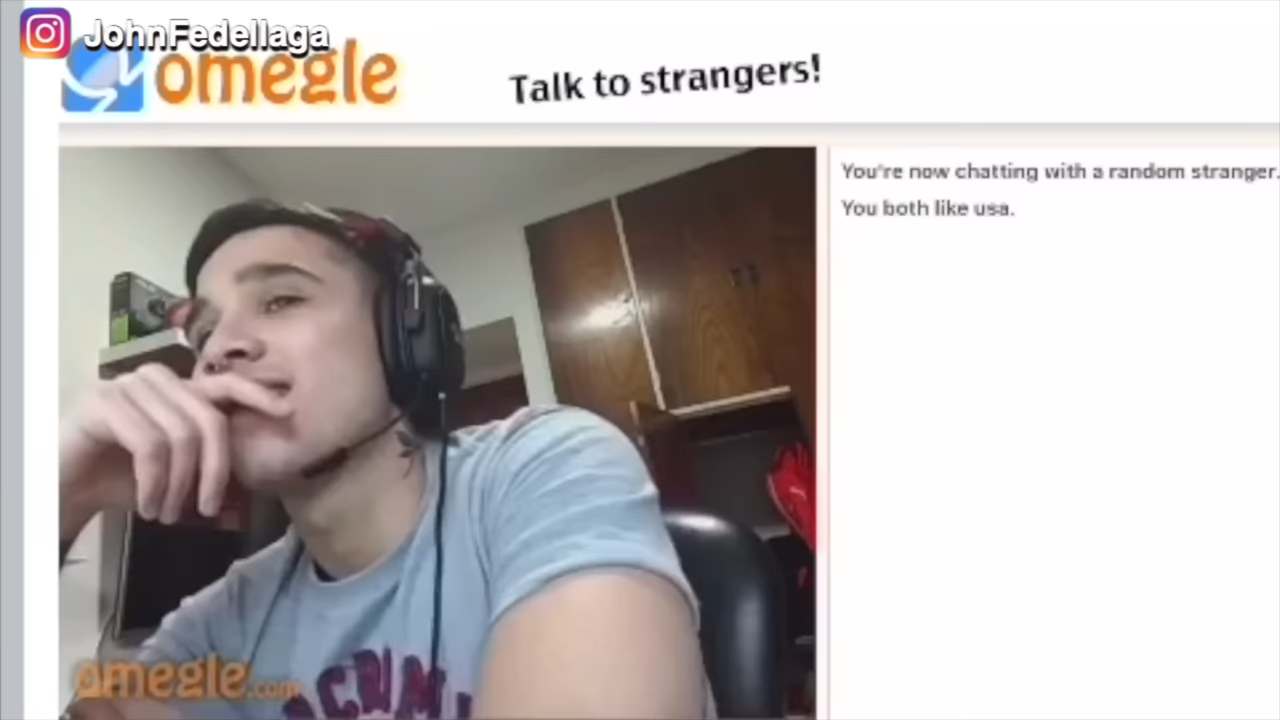 JohnFedellaga
omegle
Talk to strangers!
You're now chatting with a random stranger.
You both like usa.
omegle.com